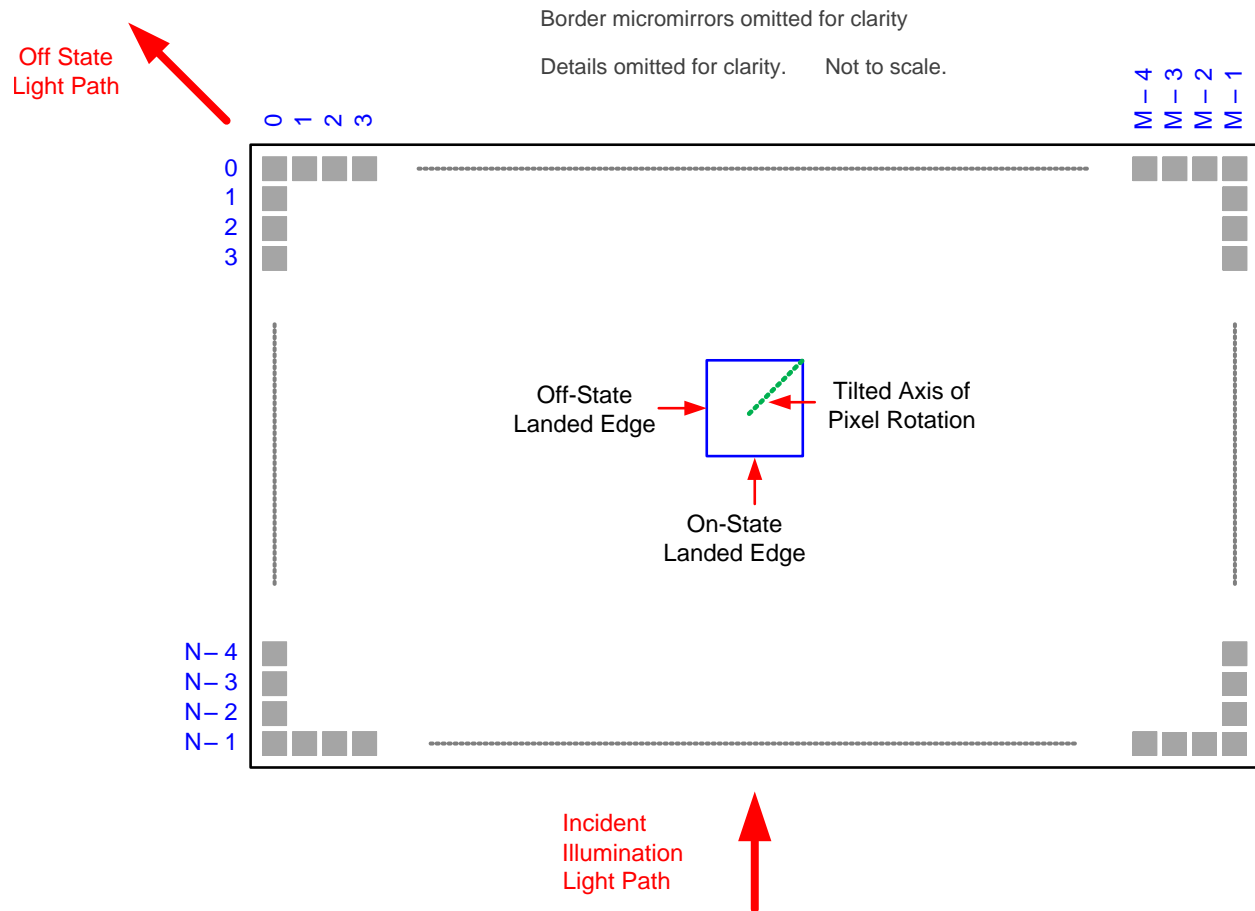 Border micromirrors omitted for clarity
Details omitted for clarity. Not to scale.
Off State
Light Path
0
1
2
3
M – 4
M – 3
M – 2
M – 1
0
1
2
3
Off-State
Landed Edge
Tilted Axis of
Pixel Rotation
On-State
Landed Edge
N – 4
N – 3
N – 2
N – 1
Incident
Illumination
Light Path